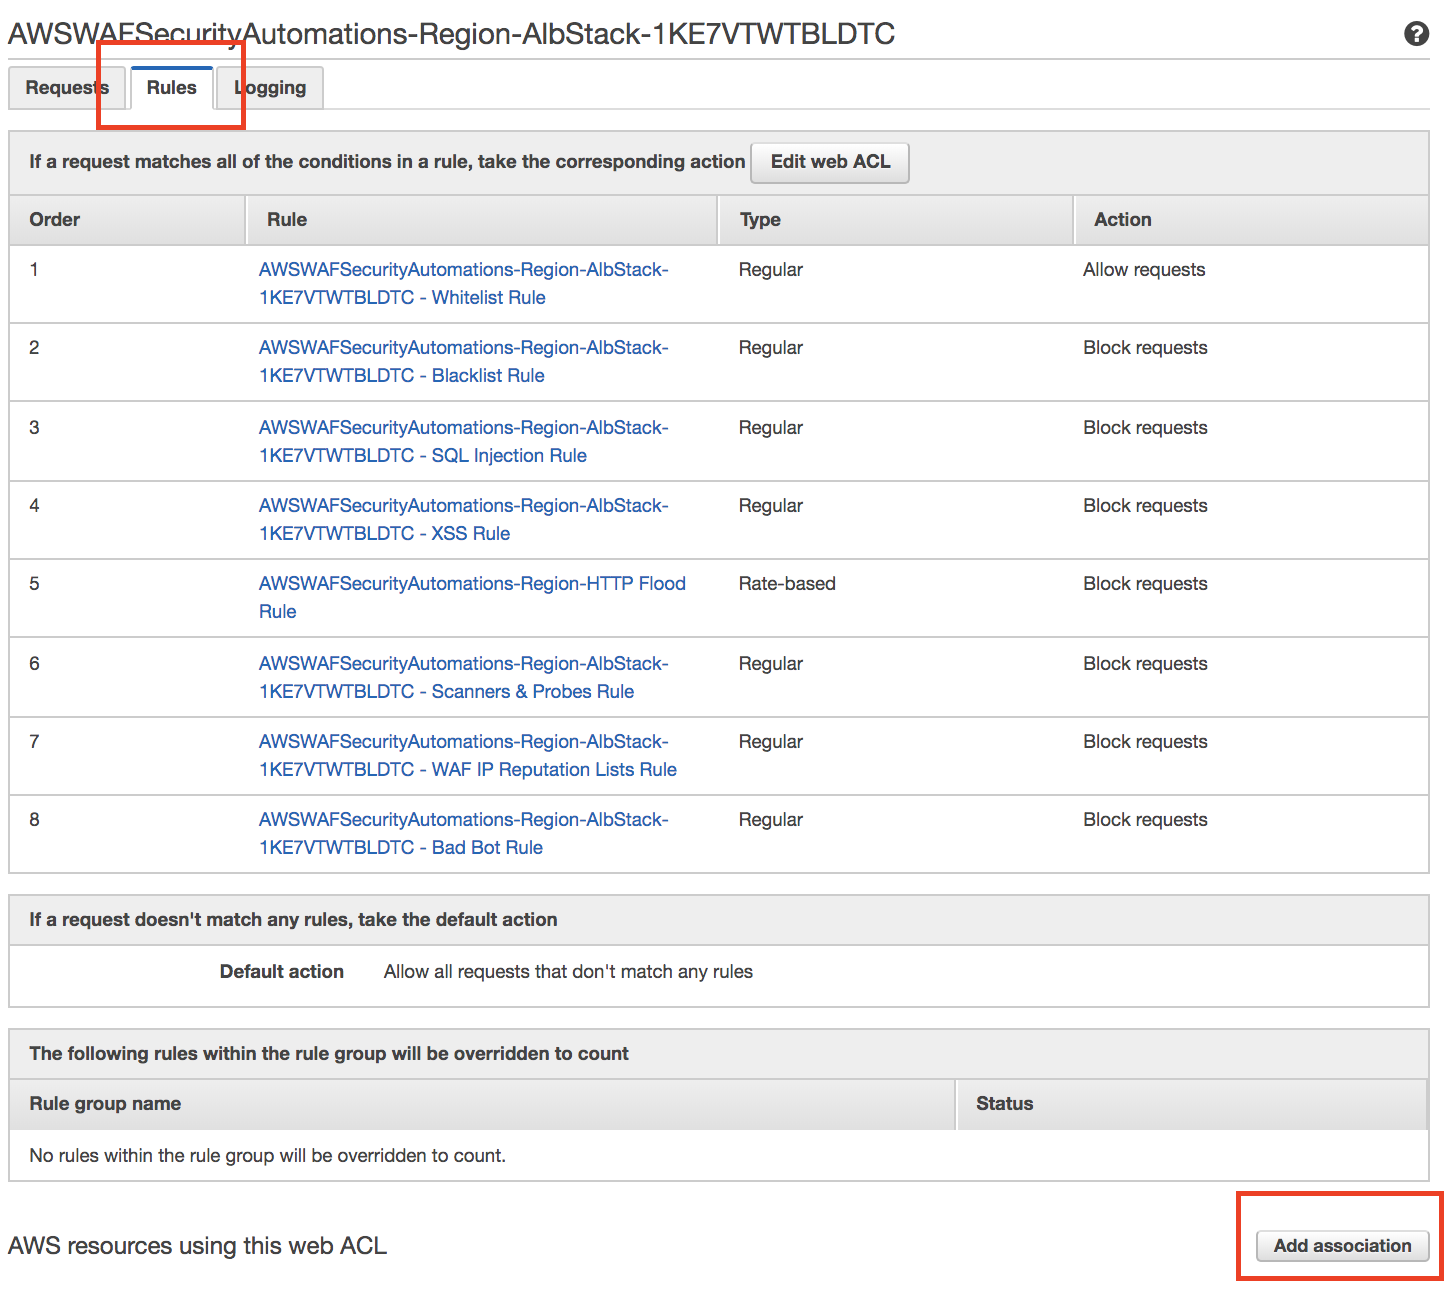 AWSWAFSecurityAutomations-Region-AlbStack-1KE7VTWTBLDTC
?
Requests Rules Logging
If a request matches all of the conditions in a rule, take the corresponding action Edit web ACL
Order Rule Type Action
1 AWSWAFSecurityAutomations-Region-AlbStack- Regular Allow requests
1KE7VTWTBLDTC - Whitelist Rule
2 AWSWAFSecurityAutomations-Region-AlbStack- Regular Block requests
1KE7VTWTBLDTC - Blacklist Rule
3 AWSWAFSecurityAutomations-Region-AlbStack- Regular Block requests
1KE7VTWTBLDTC - SQL Injection Rule
4 AWSWAFSecurityAutomations-Region-AlbStack- Regular Block requests
1KE7VTWTBLDTC - XSS Rule
5 AWSWAFSecurityAutomations-Region-HTTP Flood Rate-based Block requests
Rule
6 AWSWAFSecurityAutomations-Region-AlbStack- Regular Block requests
1KE7VTWTBLDTC - Scanners & Probes Rule
7 AWSWAFSecurityAutomations-Region-AlbStack- Regular Block requests
1KE7VTWTBLDTC - WAF IP Reputation Lists Rule
8 AWSWAFSecurityAutomations-Region-AlbStack- Regular Block requests
1KE7VTWTBLDTC - Bad Bot Rule
If a request doesn't match any rules, take the default action
Default action Allow all requests that don't match any rules
The following rules within the rule group will be overridden to count
Rule group name Status
No rules within the rule group will be overridden to count.
AWS resources using this web ACL Add association